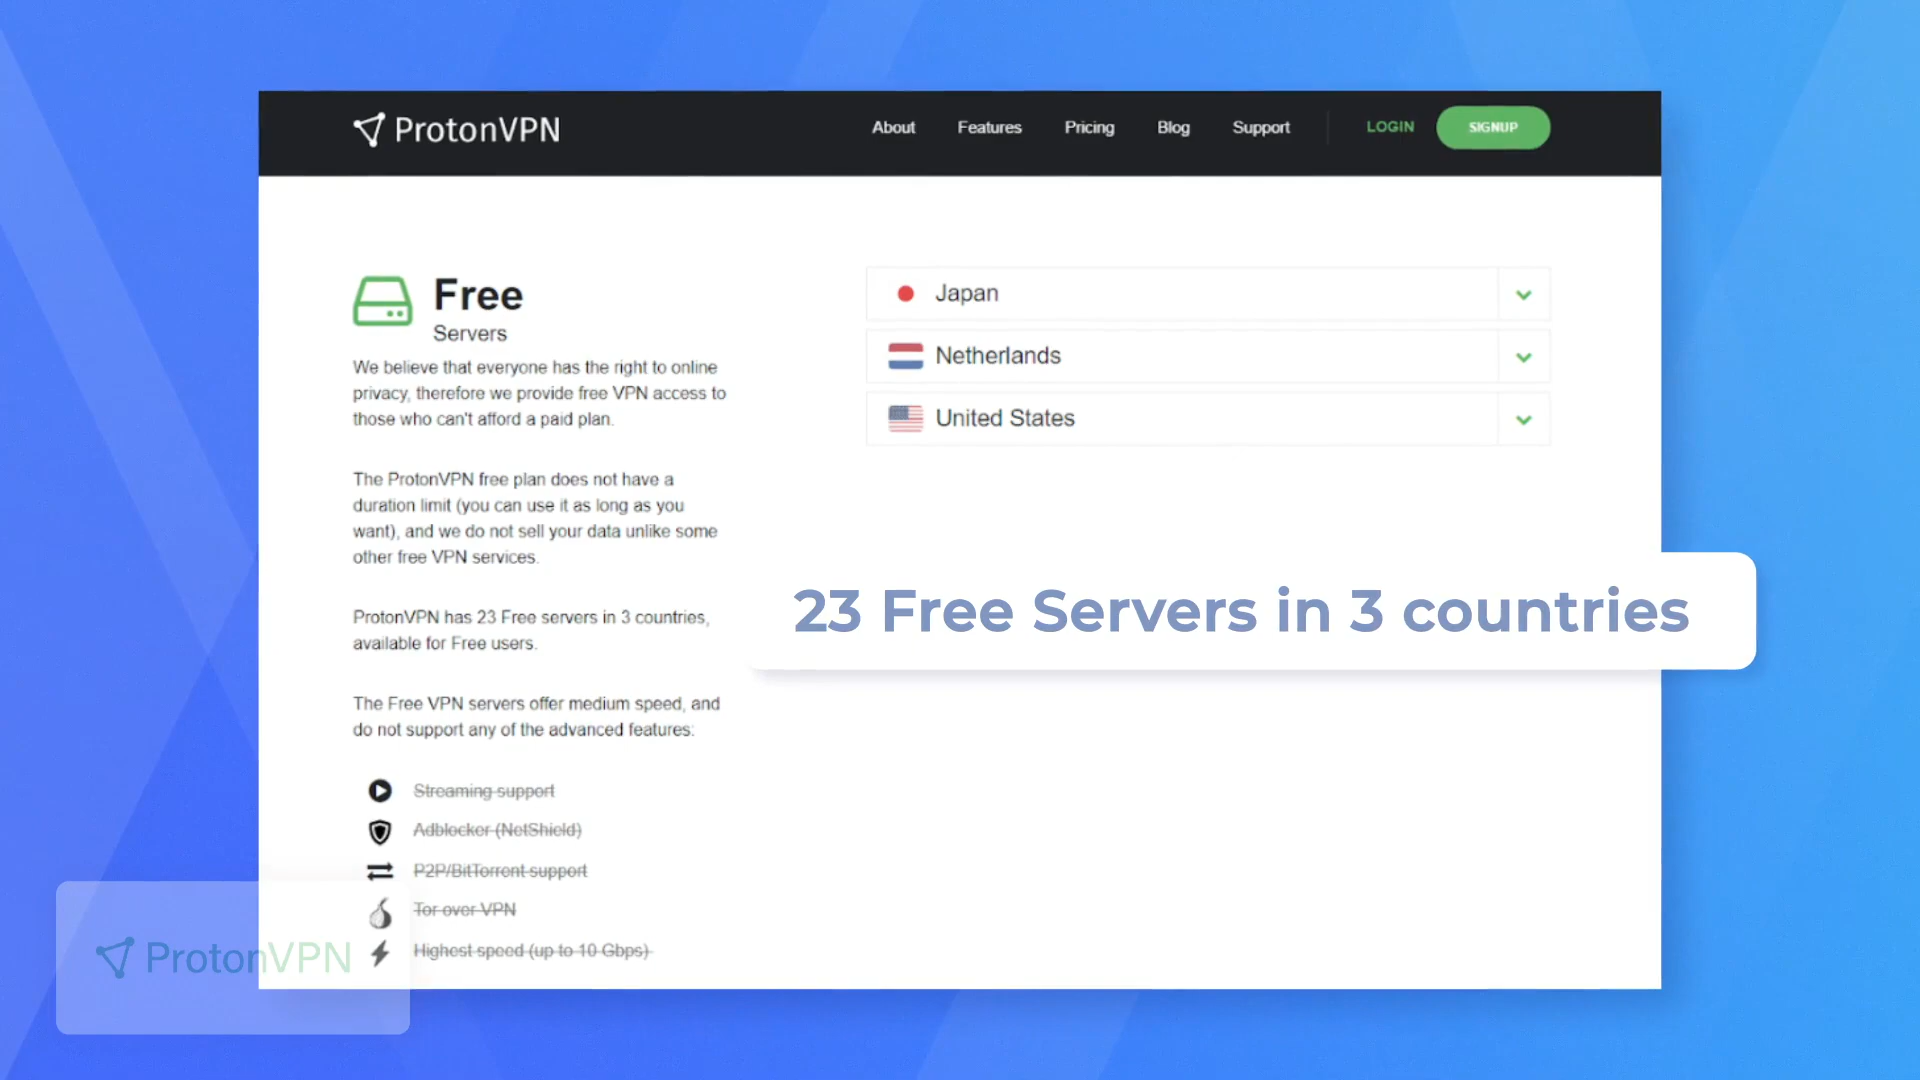 ProtonVPN
About
Features
Pricing
Blog
Support
LOGIN
SIGNUP
Free
Servers
We believe that everyone has the right to online
privacy, therefore we provide free VPN access to
those who can't afford a paid plan.
The ProtonVPN free plan does not have a
duration limit (you can use it as long as you
want), and we do not sell your data unlike some
other free VPN services.
ProtonVPN has 23 Free servers in 3 countries,
available for Free users.
The Free VPN servers offer medium speed, and
do not support any of the advanced features:
Streaming support
Adblocker (NetShield)
P2P/BitTorrent support
Tor over VPN
Highest speed (up to 10 Gbps)
Japan
Netherlands
United States
23 Free Servers in 3 countries
ProtonVPN